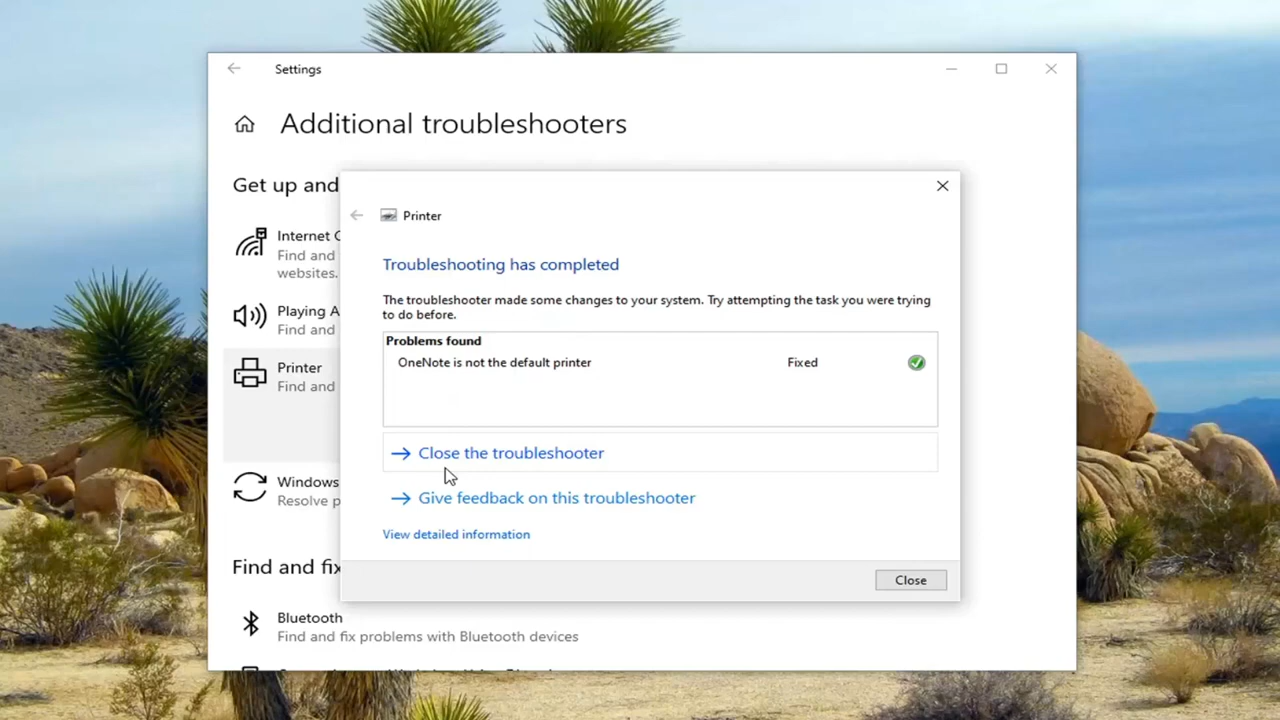 Settings
Additional troubleshooters
Get up and
Internet C
Find and
websites.
Playing A
Find and
Printer
Find and
Windows
Resolve p
Find and fix
Bluetooth
Find and fix problems with Bluetooth devices
Printer
Troubleshooting has completed
The troubleshooter made some changes to your system. Try attempting the task you were trying
to do before.
Problems found
OneNote is not the default printer Fixed
Close the troubleshooter
Give feedback on this troubleshooter
View detailed information
Close